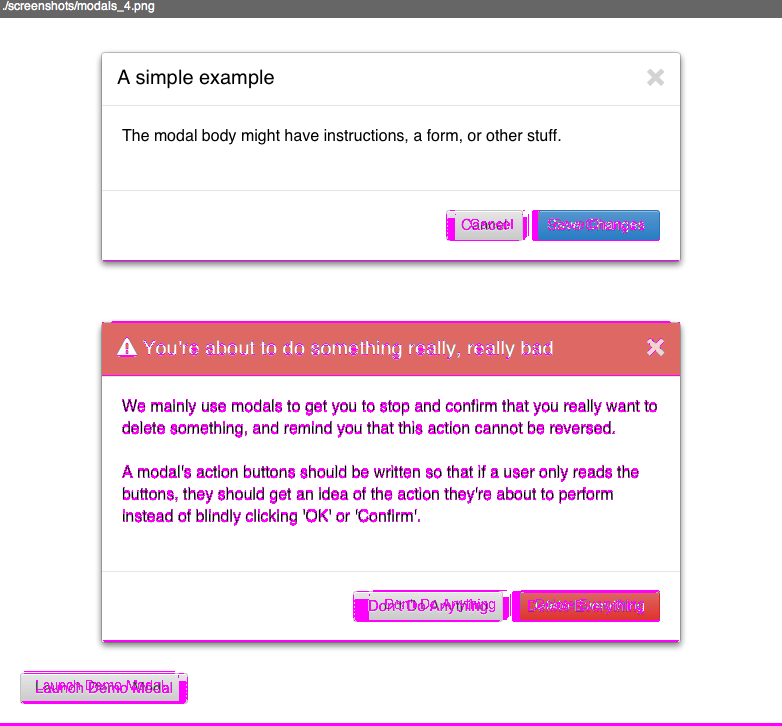 ./screenshots/modals_4.png
A simple example
The modal body might have instructions, a form, or other stuff.
Cancel
You're about to do something really, really bad
We mainly use modals to get you to stop and confirm that you really want to
delete something, and remind you that this action cannot be reversed.
A modal's action buttons should be written so that if a user only reads the
buttons, they should get an idea of the action they're about to perform
instead of blindly clicking 'OK' or 'Confirm'.
Don't Do Anything Delete Everything
Launch Demo Modal